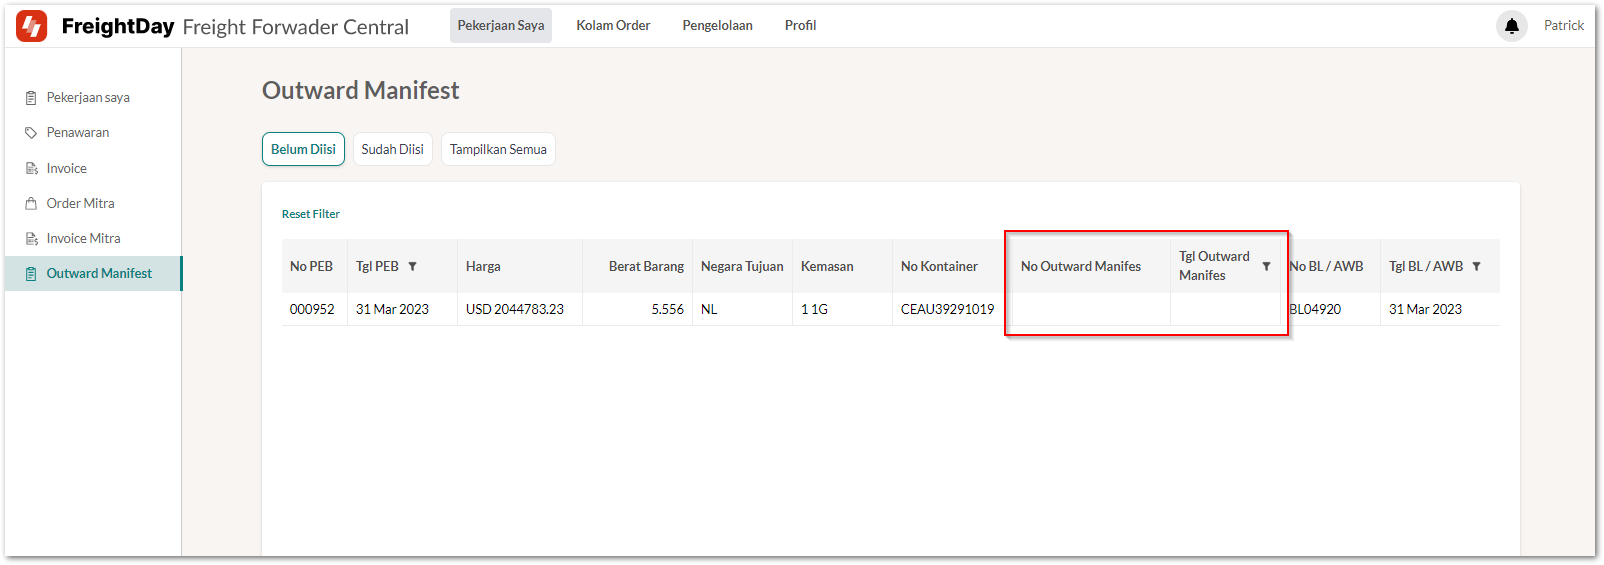 FreightDay Freight Forwader Central Pekerjaan Saya Kolam Order Pengelolaan Profil Patrick
Pekerjaan saya
Penawaran
Invoice
Order Mitra
Invoice Mitra
Outward Manifest
Outward Manifest
Belum Diisi Sudah Diisi Tampilkan Semua
Reset Filter
No PEB Tgl PEB Harga Berat Barang Negara Tujuan Kemasan No Kontainer No Outward Manifes Tgl Outward Manifes No BL / AWB Tgl BL / AWB
000952 31 Mar 2023 USD 2044783.23 5.556 NL 1 1G CEAU39291019 BL04920 31 Mar 2023